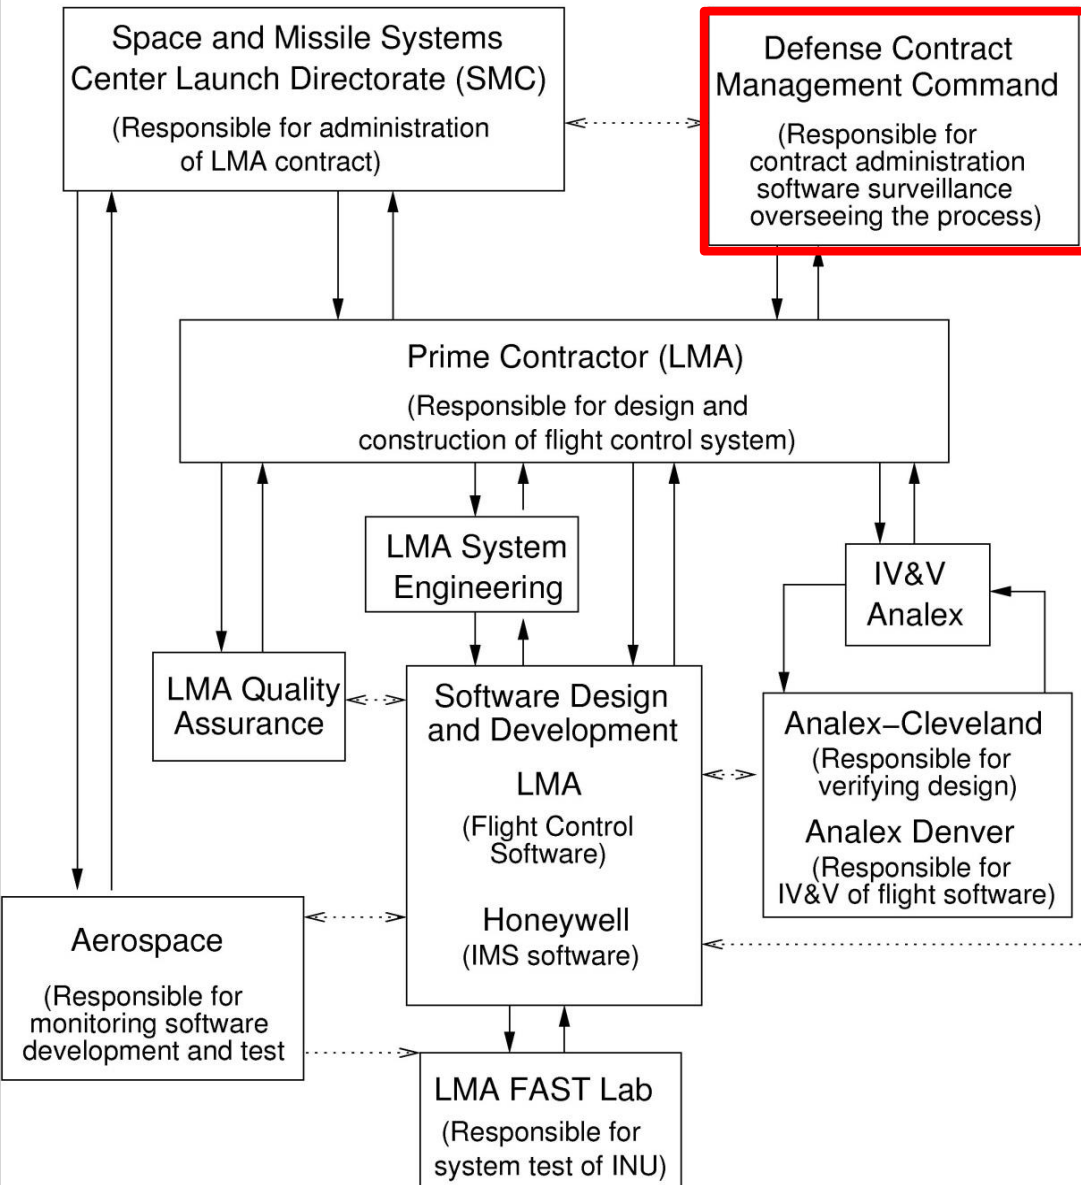 Space and Missile Systems
Center Launch Directorate (SMC)
(Responsible for administration
of LMA contract)
Defense Contract
Management Command
(Responsible for
contract administration
software surveillance
overseeing the process)
Prime Contractor (LMA)
(Responsible for design and
construction of flight control system)
LMA System
Engineering
IV&V
Analex
LMA Quality
Assurance
Software Design
and Development
LMA
(Flight Control
Software)
Honeywell
(IMS software)
Analex–Cleveland
(Responsible for
verifying design)
Analex Denver
(Responsible for
IV&V of flight software)
Aerospace
(Responsible for
monitoring software
development and test
LMA FAST Lab
(Responsible for
system test of INU)